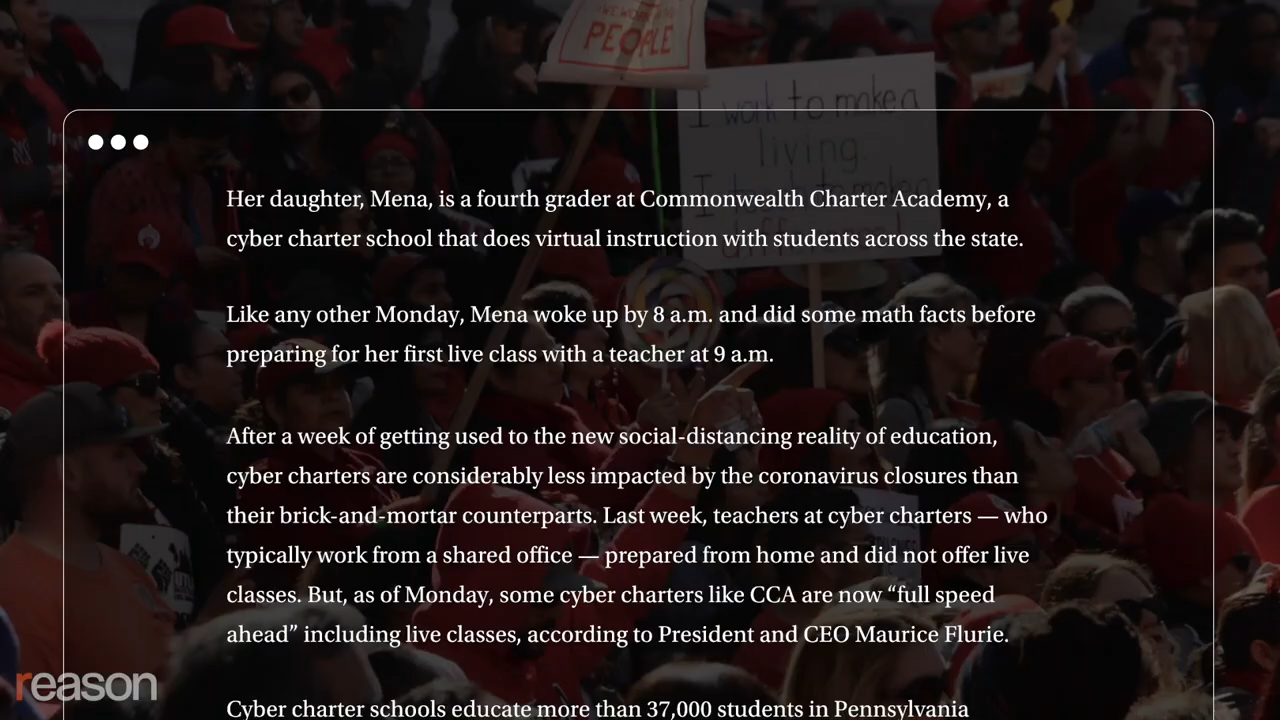 PEOPLE
I work to make a
living.
Her daughter, Mena, is a fourth grader at Commonwealth Charter Academy, a
cyber charter school that does virtual instruction with students across the state.
Like any other Monday, Mena woke up by 8 a.m. and did some math facts before
preparing for her first live class with a teacher at 9 a.m.
After a week of getting used to the new social-distancing reality of education,
cyber charters are considerably less impacted by the coronavirus closures than
their brick-and-mortar counterparts. Last week, teachers at cyber charters — who
typically work from a shared office — prepared from home and did not offer live
classes. But, as of Monday, some cyber charters like CCA are now “full speed
ahead” including live classes, according to President and CEO Maurice Flurie.
Cyber charter schools educate more than 37,000 students in Pennsylvania
reason